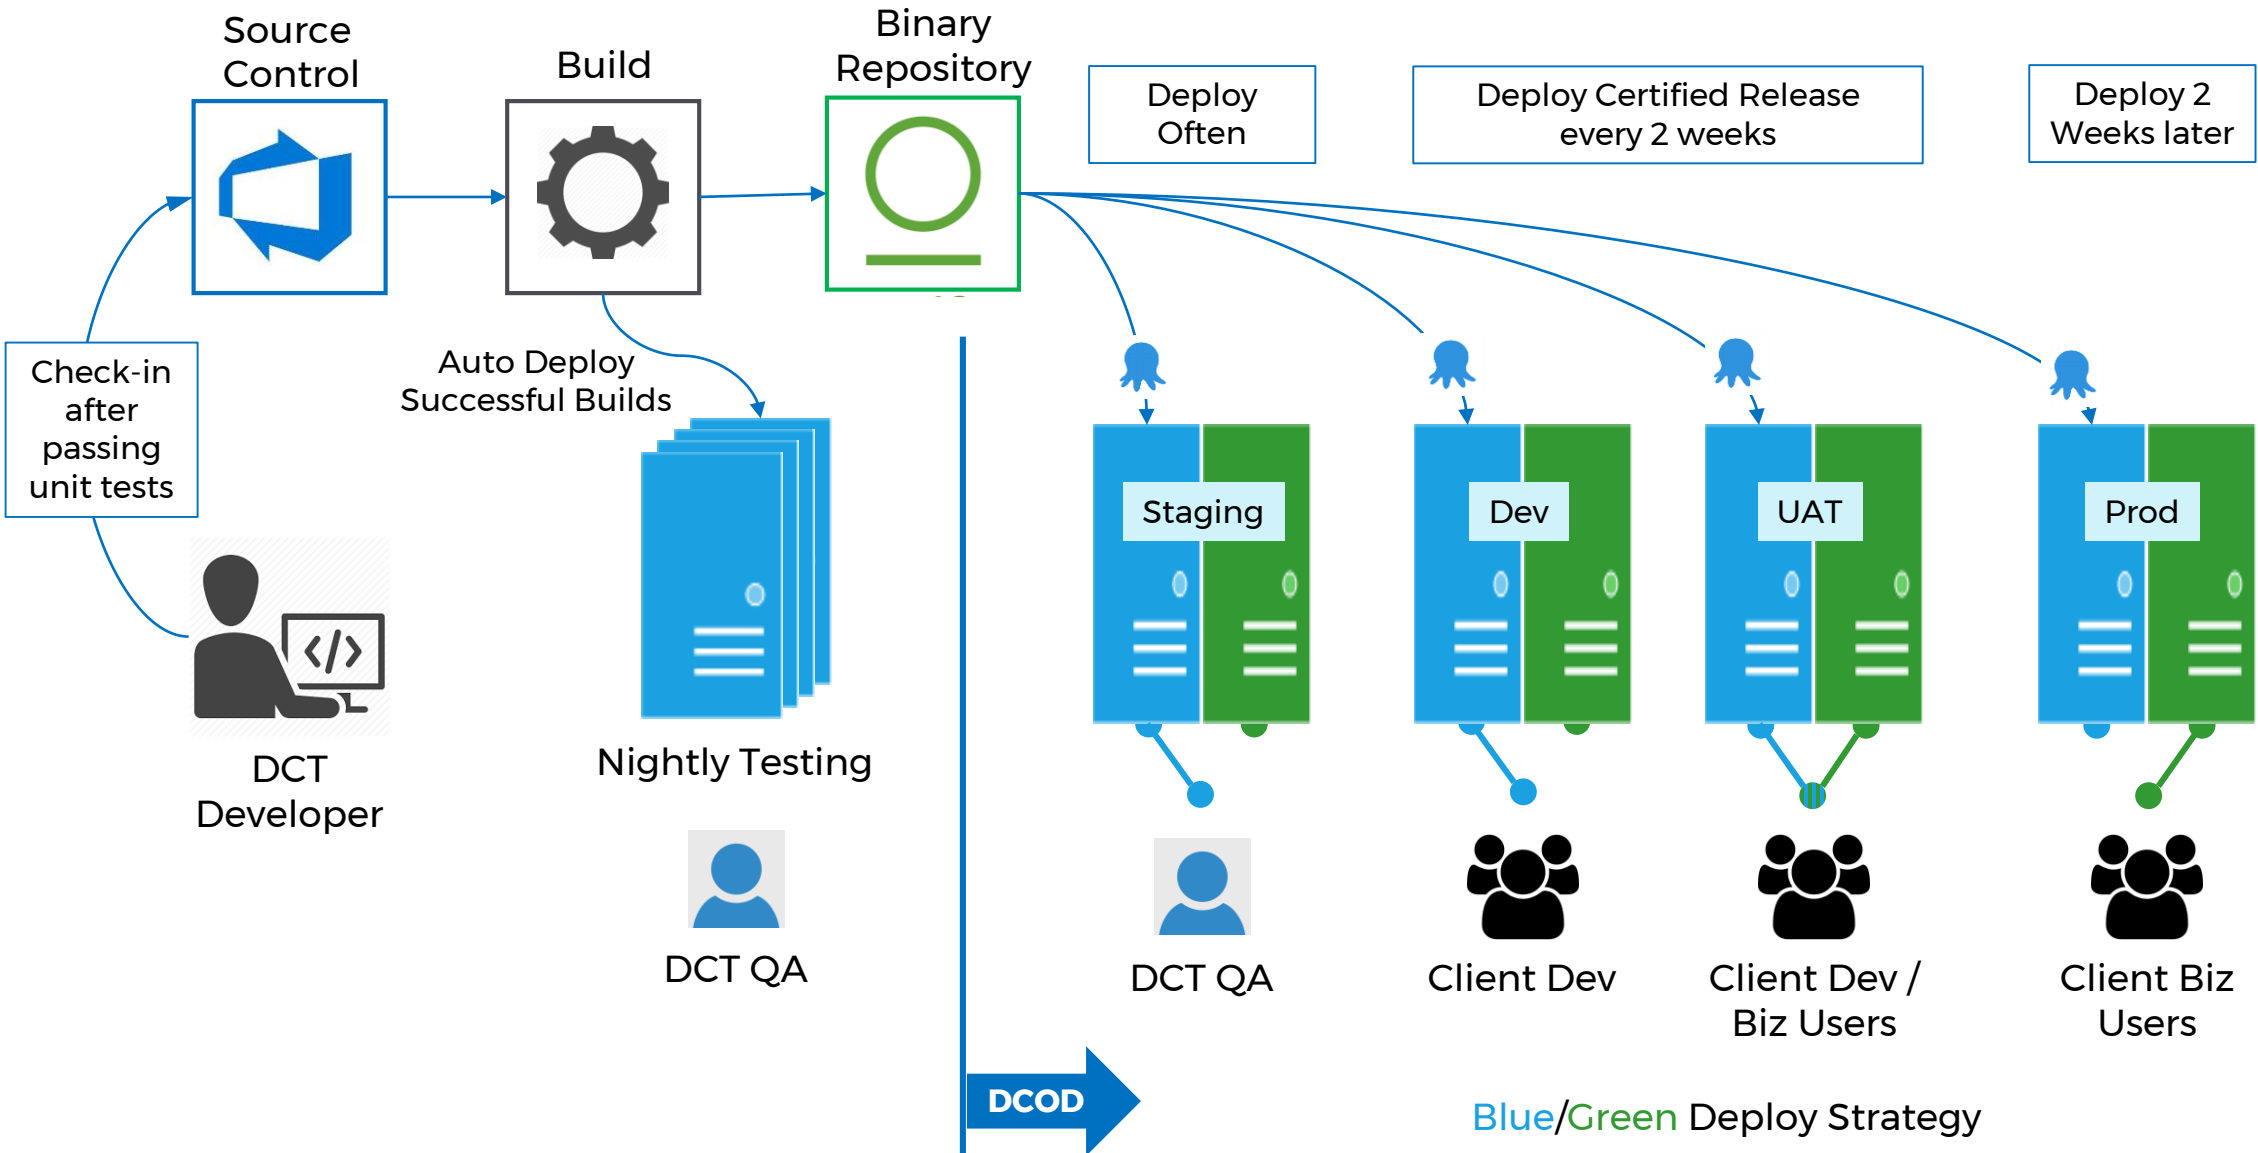 Source
Control
Build
Binary
Repository
Deploy
Often
Deploy Certified Release
every 2 weeks
Deploy 2
Weeks later
Check-in
after
passing
unit tests
Auto Deploy
Successful Builds
</>
DCT
Developer
Nightly Testing
DCT QA
Staging
Dev
UAT
Prod
DCT QA
Client Dev
Client Dev /
Biz Users
Client Biz
Users
DCOD
Blue/Green Deploy Strategy